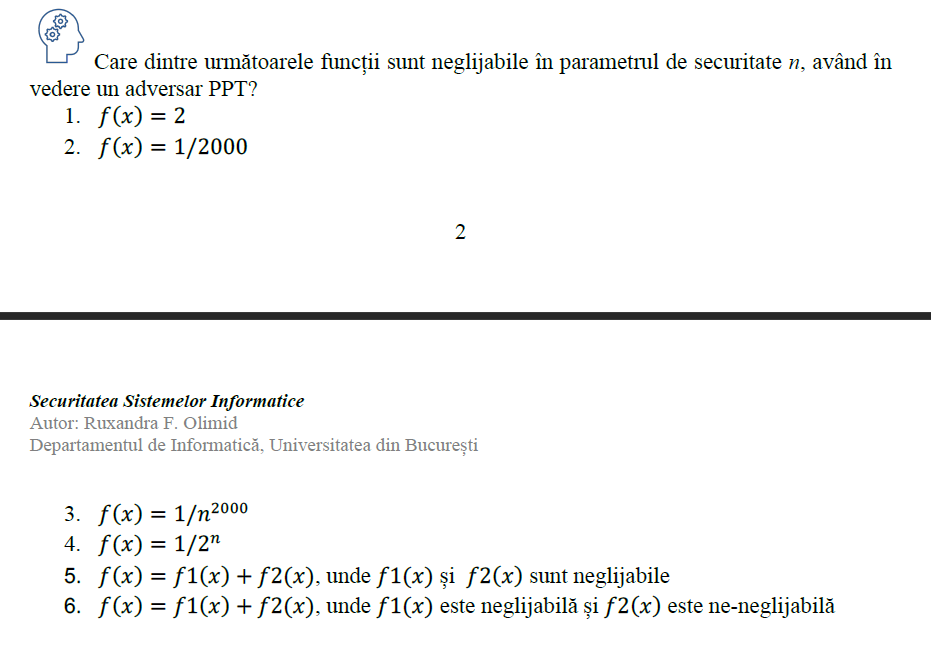 Care dintre următoarele funcții sunt neglijabile în parametrul de securitate n, având în
vedere un adversar PPT?
1. f(x) = 2
2. f(x) = 1/2000
2
Securitatea Sistemelor Informatice
Autor: Ruxandra F. Olimid
Departamentul de Informatică, Universitatea din București
3. f(x) = 1/n²⁰⁰⁰
4. f(x) = 1/2ⁿ
5. f(x) = f1(x) + f2(x), unde f1(x) și f2(x) sunt neglijabile
6. f(x) = f1(x) + f2(x), unde f1(x) este neglijabilă și f2(x) este ne-neglijabilă